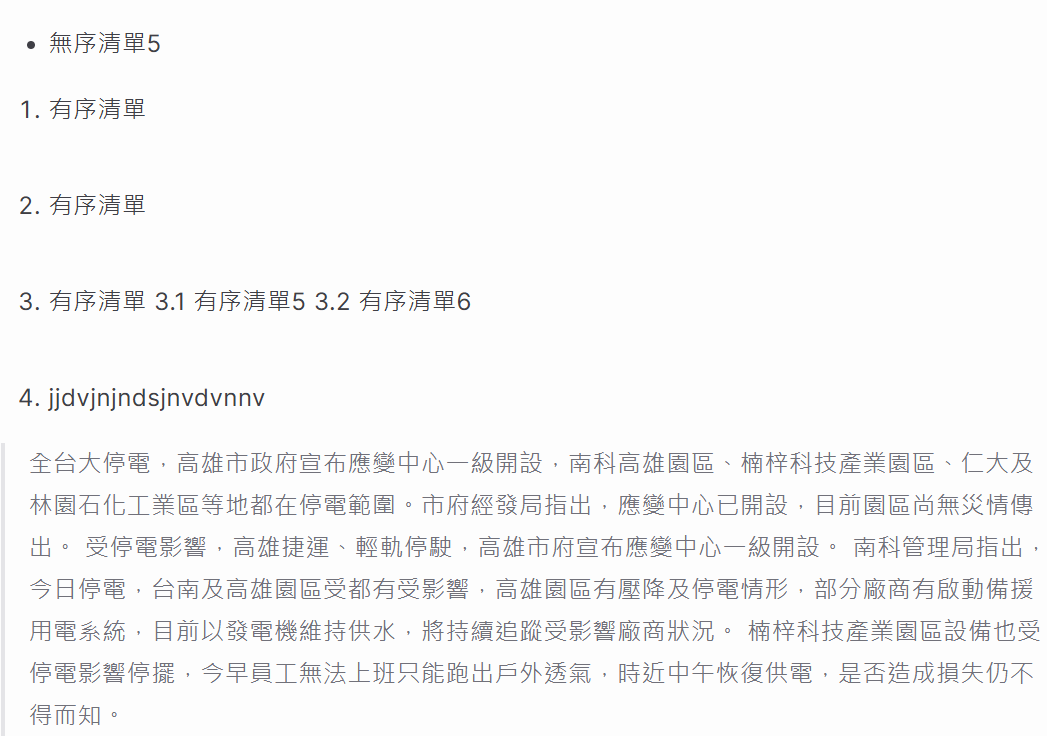 • 無序清單5
1. 有序清單
2. 有序清單
3. 有序清單 3.1 有序清單5 3.2 有序清單6
4. jjdvjnjndsjnvdvnnv
全台大停電，高雄市政府宣布應變中心一級開設，南科高雄園區、楠梓科技產業園區、仁大及
林園石化工業區等地都在停電範圍。市府經發局指出，應變中心已開設，目前園區尚無災情傳
出。 受停電影響，高雄捷運、輕軌停駛，高雄市府宣布應變中心一級開設。 南科管理局指出，
今日停電，台南及高雄園區受都有受影響，高雄園區有壓降及停電情形，部分廠商有啟動備援
用電系統，目前以發電機維持供水，將持續追蹤受影響廠商狀況。 楠梓科技產業園區設備也受
停電影響停擺，今早員工無法上班只能跑出戶外透氣，時近中午恢復供電，是否造成損失仍不
得而知。